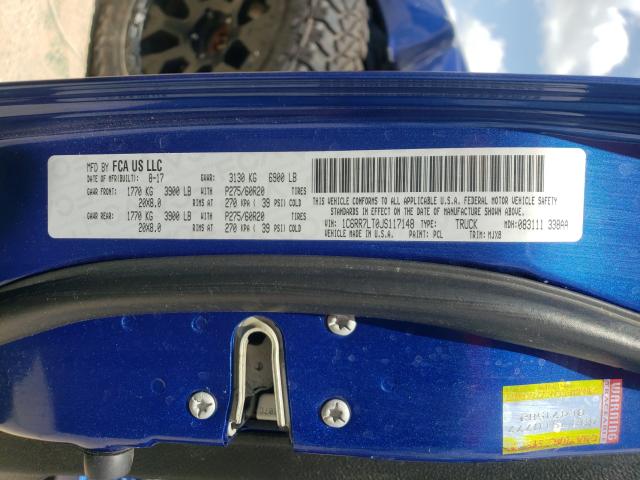 MFD BY FCA US LLC
DATE OF MFR(BUILT): 8-17 GVWR: 3130 KG 6900 LB
GAWR FRONT: 1770 KG 3900 LB WITH P275/60R20 TIRES
20X8.0 RIMS AT 270 KPA ( 39 PSI) COLD
GAWR REAR: 1770 KG 3900 LB WITH P275/60R20 TIRES
20X8.0 RIMS AT 270 KPA ( 39 PSI) COLD
THIS VEHICLE CONFORMS TO ALL APPLICABLE U.S.A. FEDERAL MOTOR VEHICLE SAFETY
STANDARDS IN EFFECT ON THE DATE OF MANUFACTURE SHOWN ABOVE.
VIN: 1C6RR7LT0JS117148 TYPE: TRUCK MDH: 083111 338AA
VEHICLE MADE IN U.S.A. PAINT: PCL TRIM: MJX8
WARNING